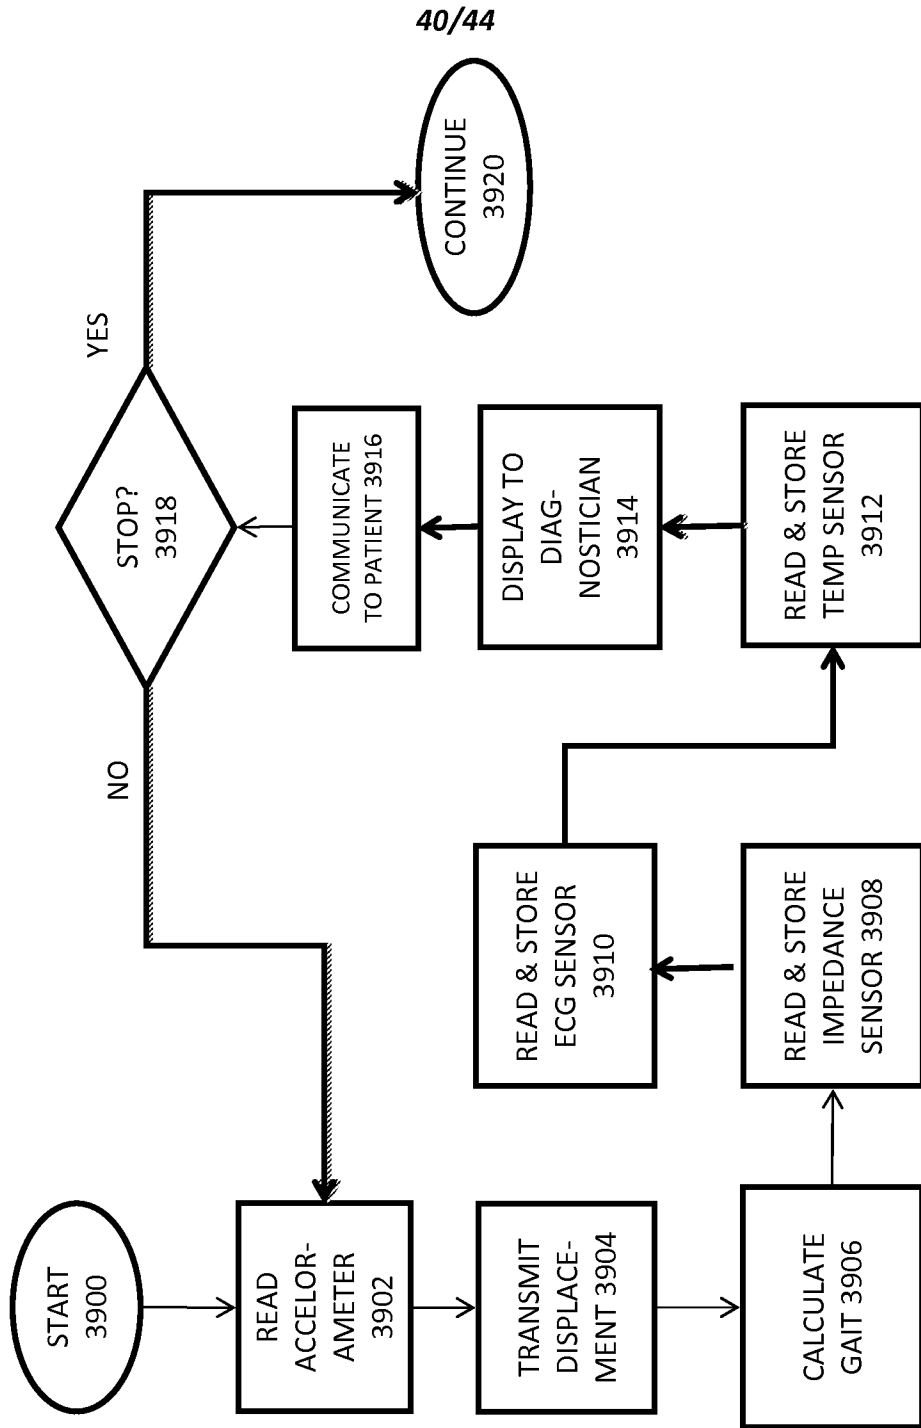 40/44
START
3900
READ
ACCELOR-
AMETER
3902
TRANSMIT
DISPLACE-
MENT 3904
CALCULATE
GAIT 3906
READ & STORE
IMPEDANCE
SENSOR 3908
READ & STORE
ECG SENSOR
3910
READ & STORE
TEMP SENSOR
3912
DISPLAY TO
DIAG-
NOSTICIAN
3914
COMMUNICATE
TO PATIENT 3916
STOP?
3918
NO
YES
CONTINUE
3920